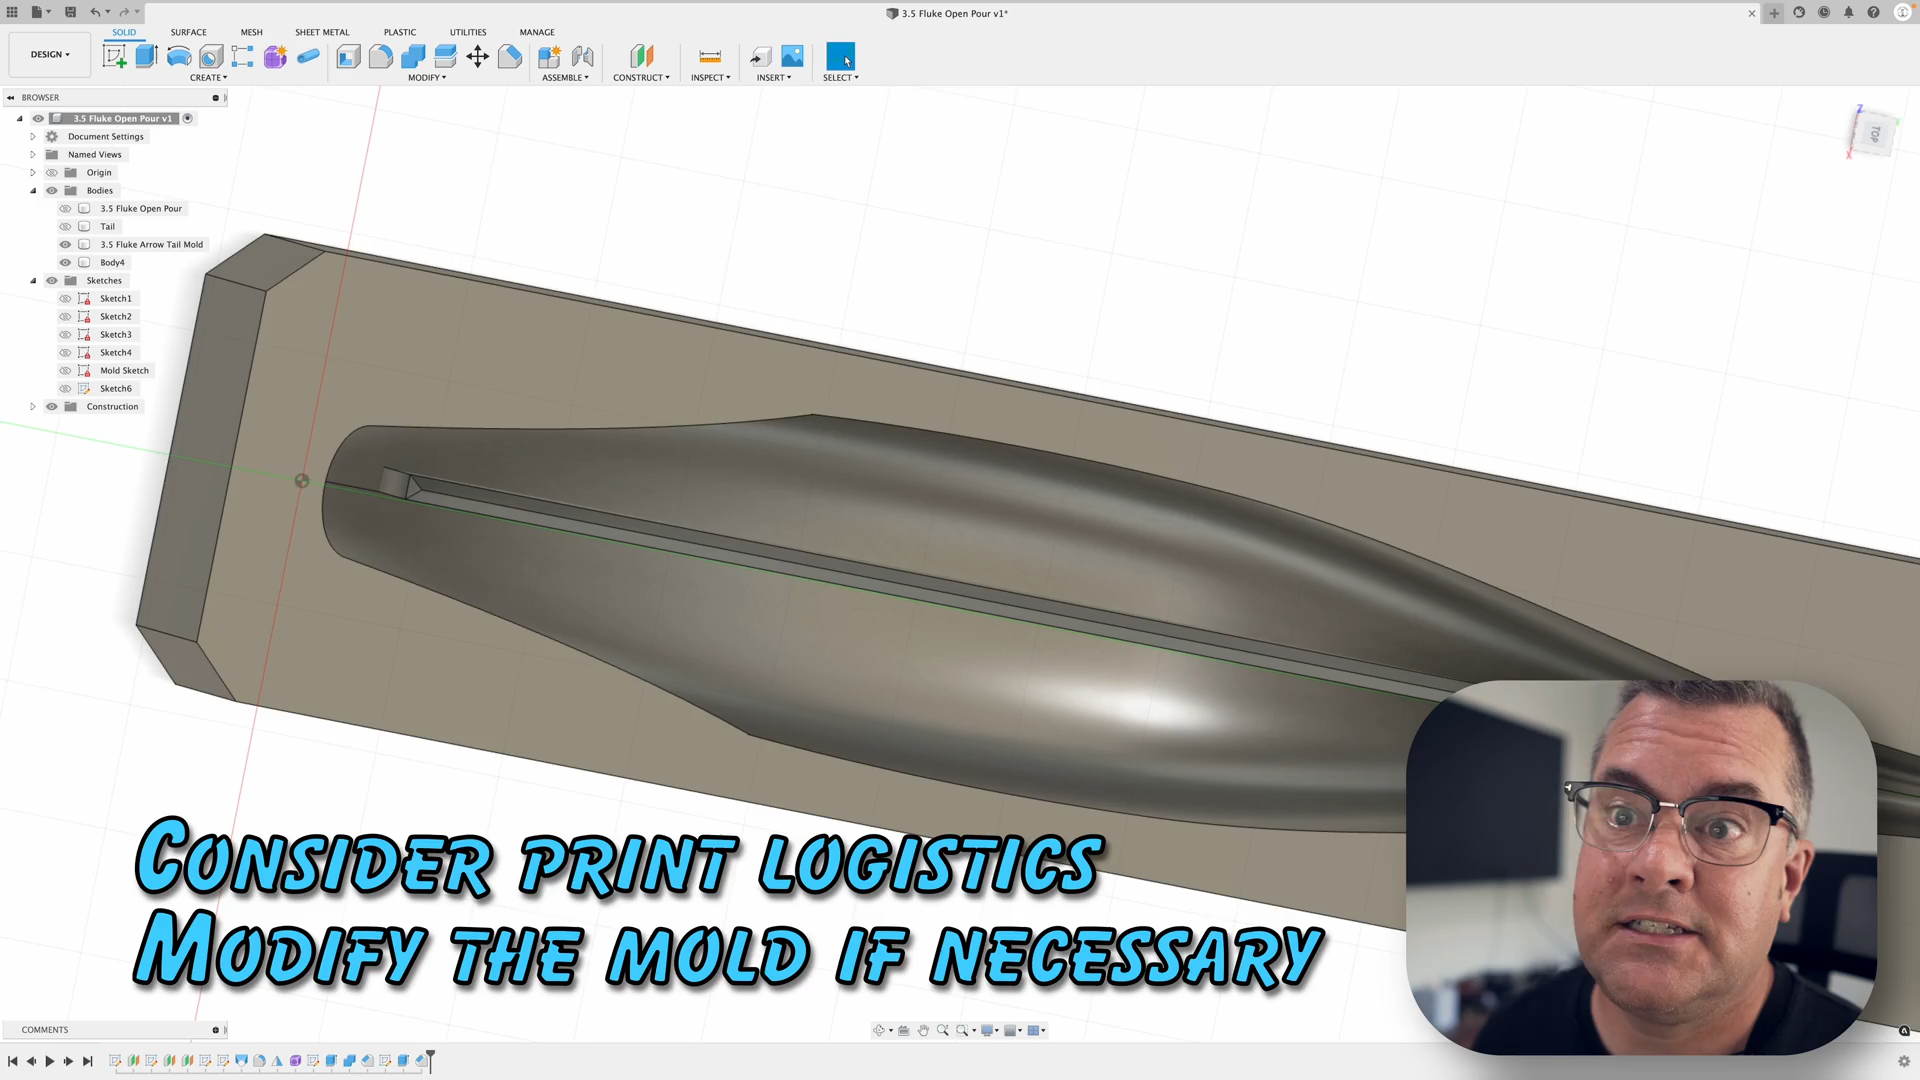 3.5 Fluke Open Pour v1*
DESIGN
SOLID SURFACE MESH SHEET METAL PLASTIC UTILITIES MANAGE
CREATE MODIFY ASSEMBLE CONSTRUCT INSPECT INSERT SELECT
BROWSER
3.5 Fluke Open Pour v1
Document Settings
Named Views
Origin
Bodies
3.5 Fluke Open Pour
Tail
3.5 Fluke Arrow Tail Mold
Body4
Sketches
Sketch1
Sketch2
Sketch3
Sketch4
Mold Sketch
Sketch6
Construction
Z
TOP
X
CONSIDER PRINT LOGISTICS
MODIFY THE MOLD IF NECESSARY
COMMENTS